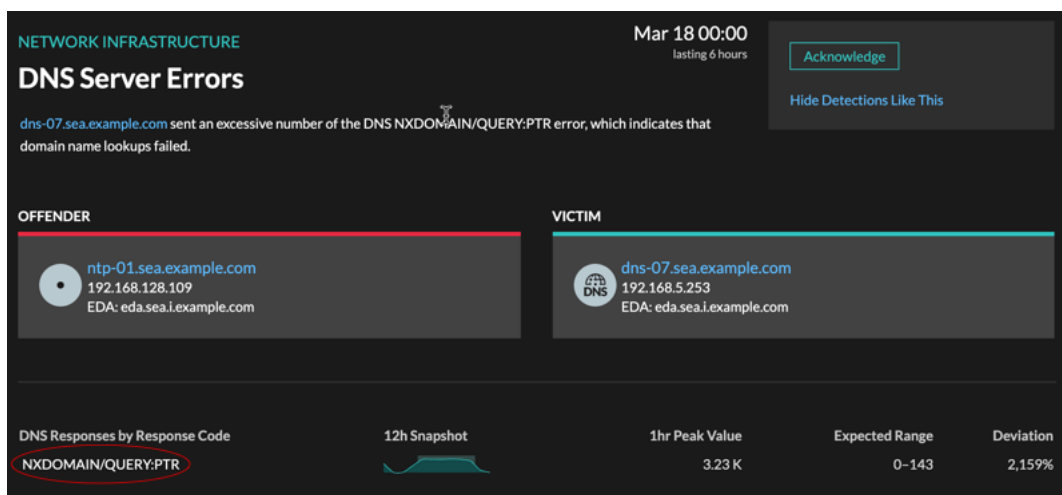 NETWORK INFRASTRUCTURE
DNS Server Errors
Mar 18 00:00
lasting 6 hours
Acknowledge
Hide Detections Like This
dns-07.sea.example.com sent an excessive number of the DNS NXDOMAIN/QUERY:PTR error, which indicates that
domain name lookups failed.
OFFENDER
ntp-01.sea.example.com
192.168.128.109
EDA: eda.sea.i.example.com
VICTIM
DNS
dns-07.sea.example.com
192.168.5.253
EDA: eda.sea.i.example.com
DNS Responses by Response Code 12h Snapshot 1hr Peak Value Expected Range Deviation
NXDOMAIN/QUERY:PTR 3.23 K 0–143 2,159%